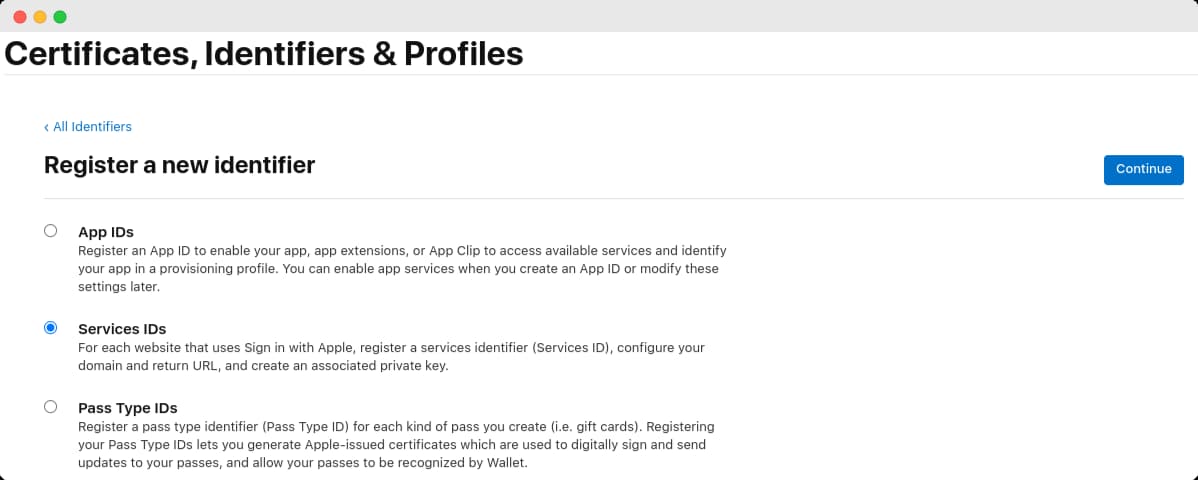 Certificates, Identifiers & Profiles
‹ All Identifiers
Register a new identifier
Continue
App IDs
Register an App ID to enable your app, app extensions, or App Clip to access available services and identify
your app in a provisioning profile. You can enable app services when you create an App ID or modify these
settings later.
Services IDs
For each website that uses Sign in with Apple, register a services identifier (Services ID), configure your
domain and return URL, and create an associated private key.
Pass Type IDs
Register a pass type identifier (Pass Type ID) for each kind of pass you create (i.e. gift cards). Registering
your Pass Type IDs lets you generate Apple-issued certificates which are used to digitally sign and send
updates to your passes, and allow your passes to be recognized by Wallet.